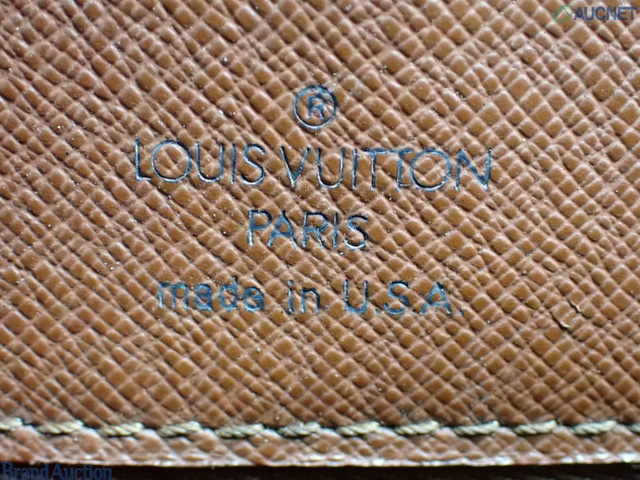 AUCNET
®
LOUIS VUITTON
PARIS
made in U.S.A.
Brand Auction